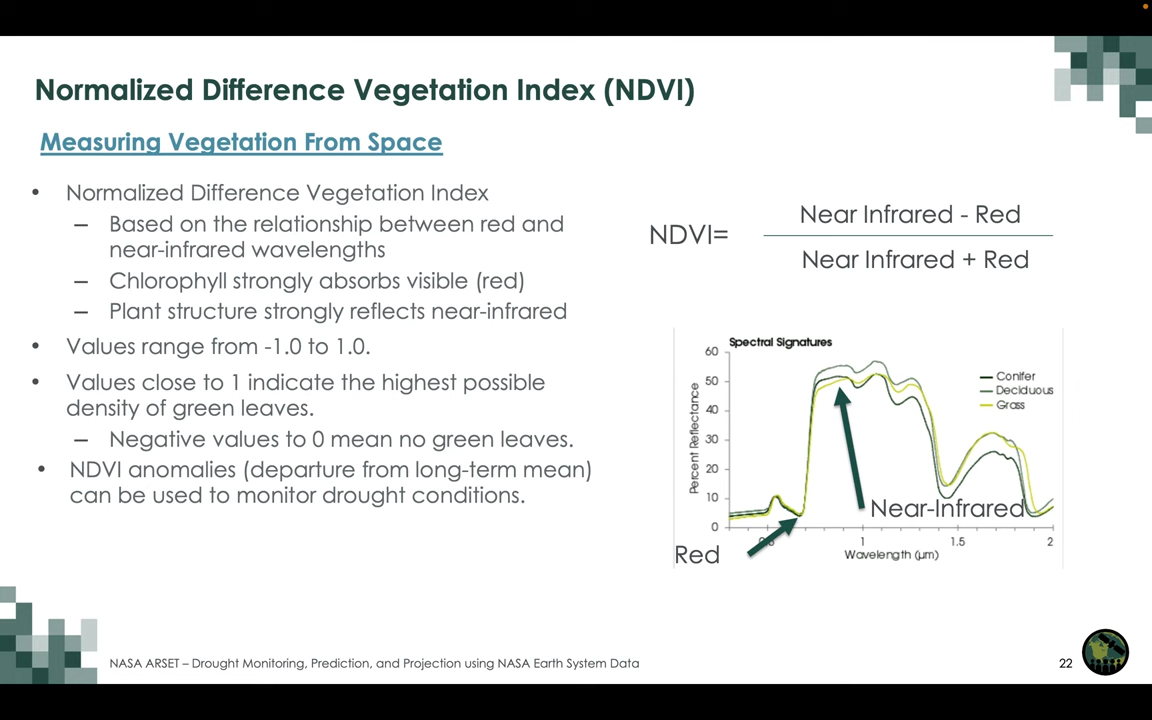 Normalized Difference Vegetation Index (NDVI)
Measuring Vegetation From Space
• Normalized Difference Vegetation Index
– Based on the relationship between red and
near-infrared wavelengths
– Chlorophyll strongly absorbs visible (red)
– Plant structure strongly reflects near-infrared
• Values range from -1.0 to 1.0.
• Values close to 1 indicate the highest possible
density of green leaves.
– Negative values to 0 mean no green leaves.
• NDVI anomalies (departure from long-term mean)
can be used to monitor drought conditions.
NDVI=
Near Infrared - Red
Near Infrared + Red
Spectral Signatures
60
50
40
30
20
10
0
Percent Reflectance
Conifer
Deciduous
Grass
Near-Infrared
Red
1
1.5
2
Wavelength (μm)
NASA ARSET – Drought Monitoring, Prediction, and Projection using NASA Earth System Data
22